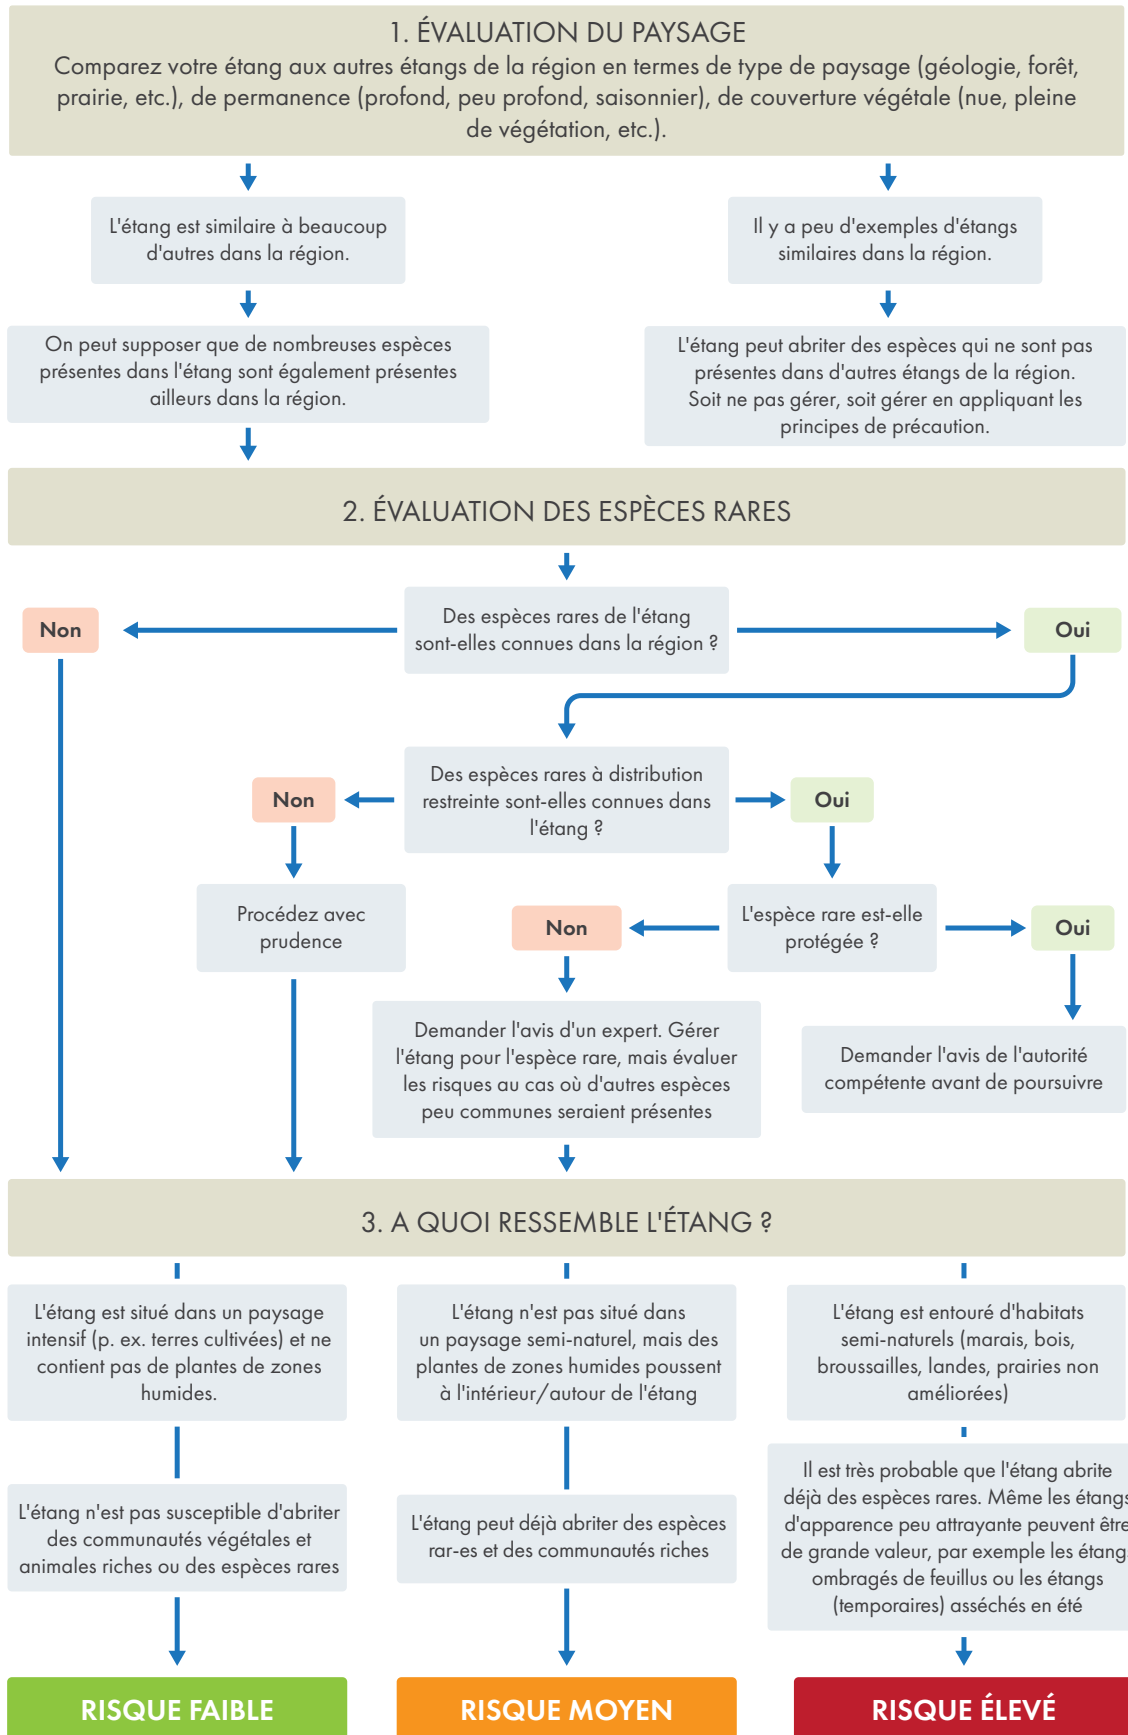 1. ÉVALUATION DU PAYSAGE
Comparez votre étang aux autres étangs de la région en termes de type de paysage (géologie, forêt,
prairie, etc.), de permanence (profond, peu profond, saisonnier), de couverture végétale (nue, pleine
de végétation, etc.).
L'étang est similaire à beaucoup
d'autres dans la région.
Il y a peu d'exemples d'étangs
similaires dans la région.
On peut supposer que de nombreuses espèces
présentes dans l'étang sont également présentes
ailleurs dans la région.
L'étang peut abriter des espèces qui ne sont pas
présentes dans d'autres étangs de la région.
Soit ne pas gérer, soit gérer en appliquant les
principes de précaution.
2. ÉVALUATION DES ESPÈCES RARES
Non
Des espèces rares de l'étang
sont-elles connues dans la région ?
Oui
Non
Des espèces rares à distribution
restreinte sont-elles connues dans
l'étang ?
Oui
Procédez avec
prudence
Non
L'espèce rare est-elle
protégée ?
Oui
Demander l'avis d'un expert. Gérer
l'étang pour l'espèce rare, mais évaluer
les risques au cas où d'autres espèces
peu communes seraient présentes
Demander l'avis de l'autorité
compétente avant de poursuivre
3. A QUOI RESSEMBLE L'ÉTANG ?
L'étang est situé dans un paysage
intensif (p. ex. terres cultivées) et ne
contient pas de plantes de zones
humides.
L'étang n'est pas situé dans
un paysage semi-naturel, mais des
plantes de zones humides poussent
à l'intérieur/autour de l'étang
L'étang est entouré d'habitats
semi-naturels (marais, bois,
broussailles, landes, prairies non
améliorées)
L'étang n'est pas susceptible d'abriter
des communautés végétales et
animales riches ou des espèces rares
L'étang peut déjà abriter des espèces
rar-es et des communautés riches
Il est très probable que l'étang abrite
déjà des espèces rares. Même les étangs
d'apparence peu attrayante peuvent être
de grande valeur, par exemple les étangs
ombragés de feuillus ou les étangs
(temporaires) asséchés en été
RISQUE FAIBLE
RISQUE MOYEN
RISQUE ÉLEVÉ